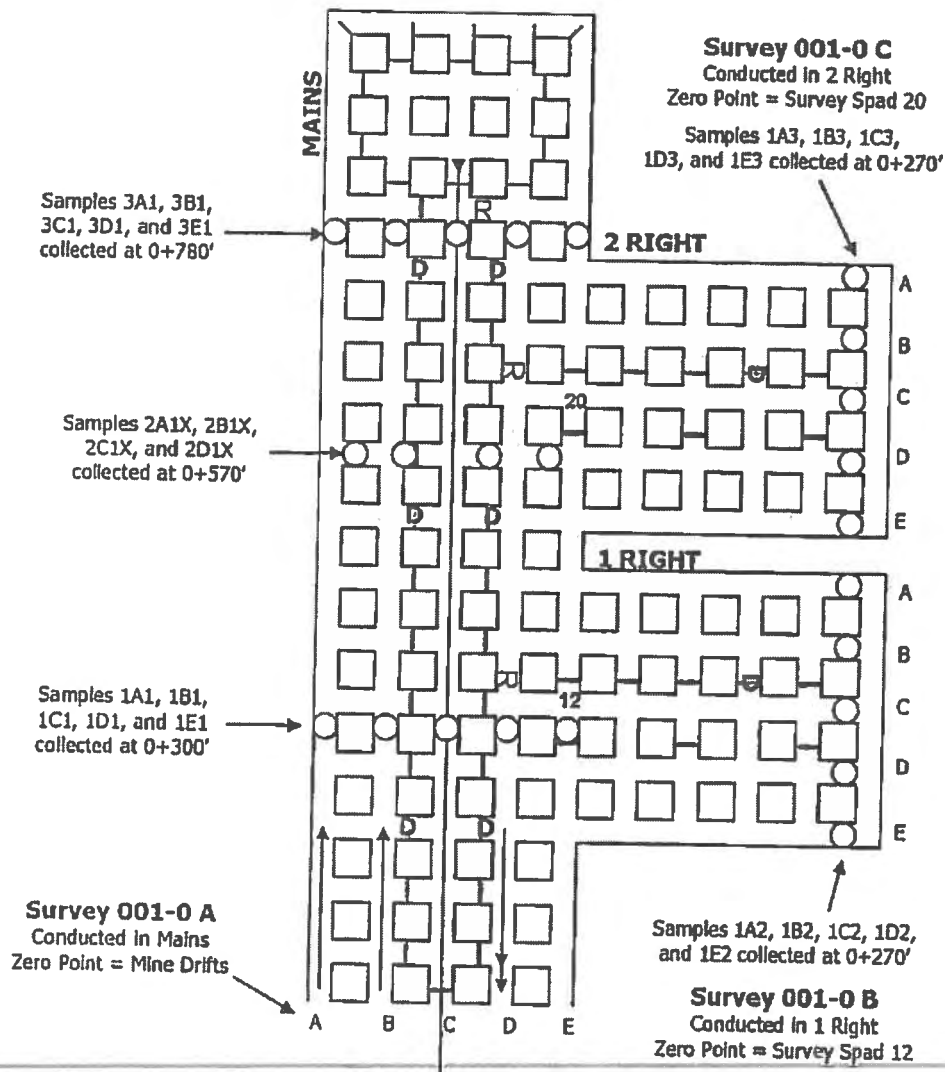 Survey 001-0 C
Conducted in 2 Right
Zero Point = Survey Spad 20
Samples 1A3, 1B3, 1C3,
1D3, and 1E3 collected at 0+270'
MAINS
Samples 3A1, 3B1,
3C1, 3D1, and 3E1
collected at 0+780'
R
2 RIGHT
D D
A
B
R
C
20
Samples 2A1X, 2B1X,
2C1X, and 2D1X
collected at 0+570'
D
D D
E
1 RIGHT
A
B
R
12
C
Samples 1A1, 1B1,
1C1, 1D1, and 1E1
collected at 0+300'
D
D D
E
Survey 001-0 A
Conducted in Mains
Zero Point = Mine Drifts
Samples 1A2, 1B2, 1C2, 1D2,
and 1E2 collected at 0+270'
A B C D E
Survey 001-0 B
Conducted in 1 Right
Zero Point = Survey Spad 12